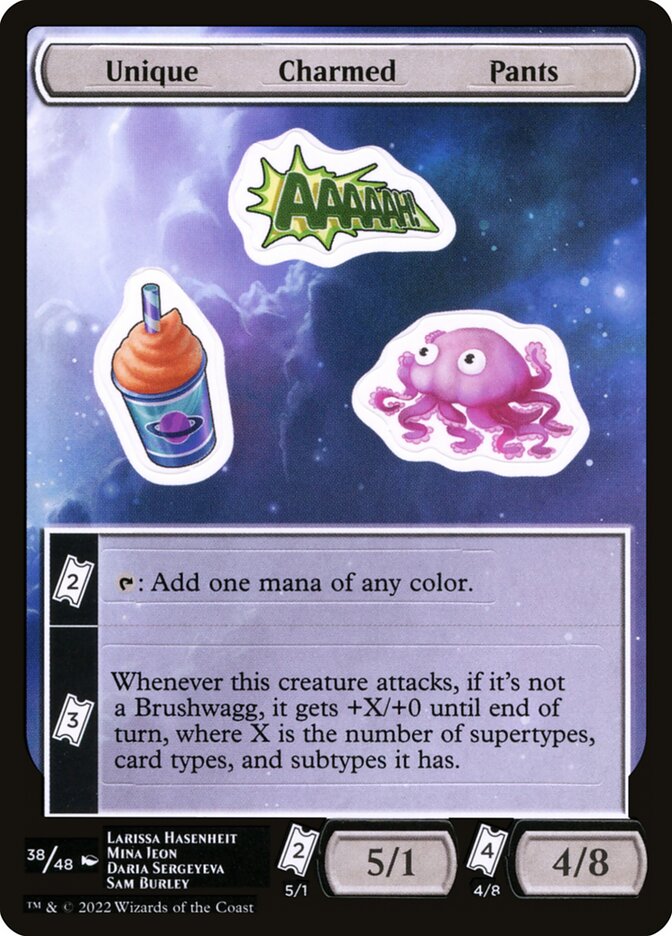 Unique Charmed Pants
AAAAAH!
2
: Add one mana of any color.
3
Whenever this creature attacks, if it's not
a Brushwagg, it gets +X/+0 until end of
turn, where X is the number of supertypes,
card types, and subtypes it has.
38/48
Larissa Hasenheit
Mina Jeon
Daria Sergeyeva
Sam Burley
2
5/1
5/1
4
4/8
4/8
™ & © 2022 Wizards of the Coast